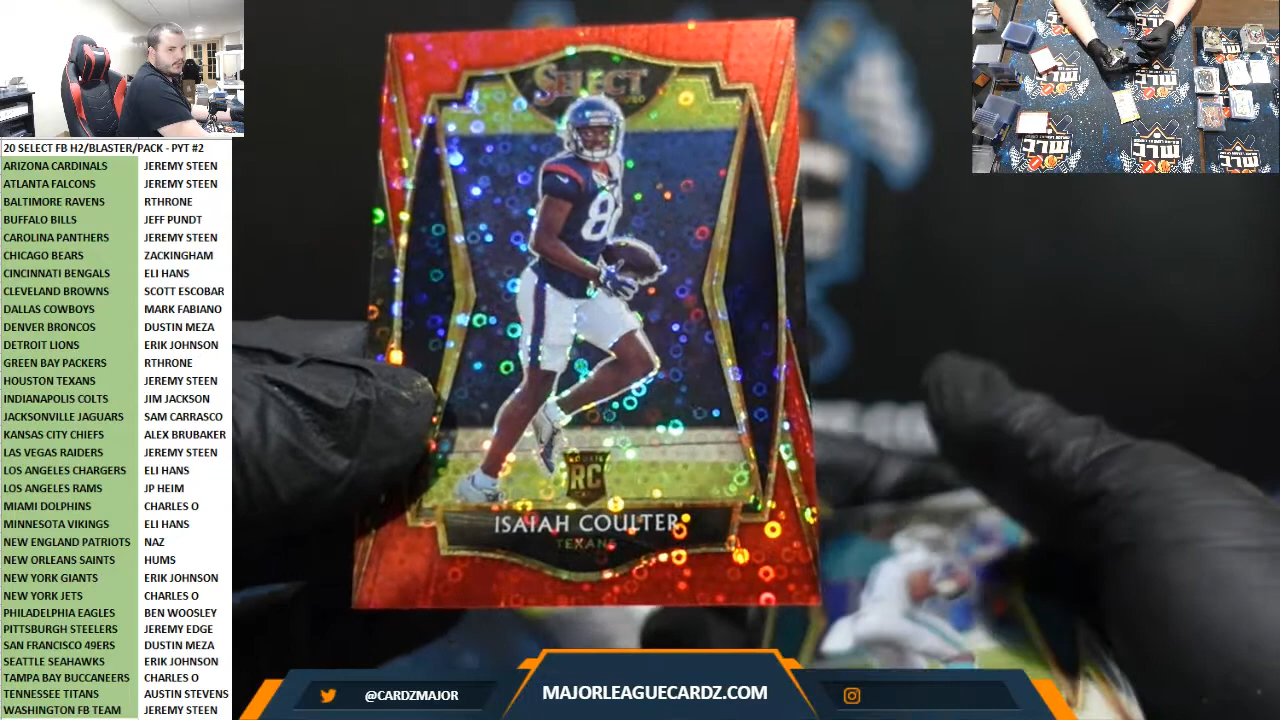 20 SELECT FB H2/BLASTER/PACK - PYT #2
ARIZONA CARDINALS JEREMY STEEN
ATLANTA FALCONS JEREMY STEEN
BALTIMORE RAVENS RTHRONE
BUFFALO BILLS JEFF PUNDT
CAROLINA PANTHERS JEREMY STEEN
CHICAGO BEARS ZACKINGHAM
CINCINNATI BENGALS ELI HANS
CLEVELAND BROWNS SCOTT ESCOBAR
DALLAS COWBOYS MARK FABIANO
DENVER BRONCOS DUSTIN MEZA
DETROIT LIONS ERIK JOHNSON
GREEN BAY PACKERS RTHRONE
HOUSTON TEXANS JEREMY STEEN
INDIANAPOLIS COLTS JIM JACKSON
JACKSONVILLE JAGUARS SAM CARRASCO
KANSAS CITY CHIEFS ALEX BRUBAKER
LAS VEGAS RAIDERS JEREMY STEEN
LOS ANGELES CHARGERS ELI HANS
LOS ANGELES RAMS JP HEIM
MIAMI DOLPHINS CHARLES O
MINNESOTA VIKINGS ELI HANS
NEW ENGLAND PATRIOTS NAZ
NEW ORLEANS SAINTS HUMS
NEW YORK GIANTS ERIK JOHNSON
NEW YORK JETS CHARLES O
PHILADELPHIA EAGLES BEN WOOSLEY
PITTSBURGH STEELERS JEREMY EDGE
SAN FRANCISCO 49ERS DUSTIN MEZA
SEATTLE SEAHAWKS ERIK JOHNSON
TAMPA BAY BUCCANEERS CHARLES O
TENNESSEE TITANS AUSTIN STEVENS
WASHINGTON FB TEAM JEREMY STEEN
SELECT
ROOKIE
RC
ISAIAH COULTER
TEXANS
@CARDZMAJOR
MAJORLEAGUECARDZ.COM
MLC
MLC
MLC
MLC
MLC